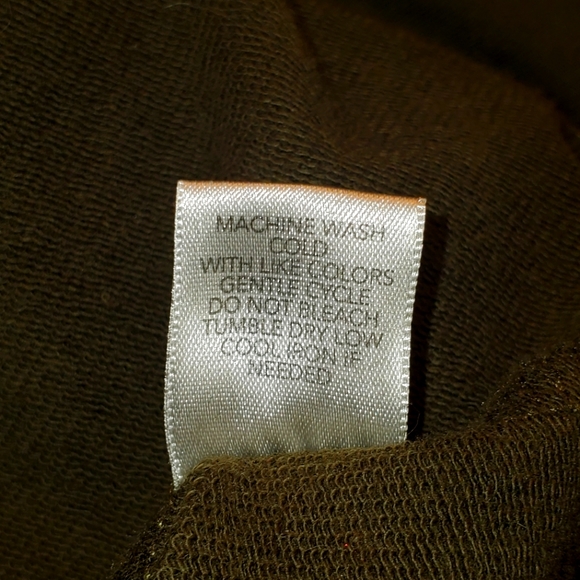 MACHINE WASH
COLD
WITH LIKE COLORS
GENTLE CYCLE
DO NOT BLEACH
TUMBLE DRY LOW
COOL IRON IF
NEEDED